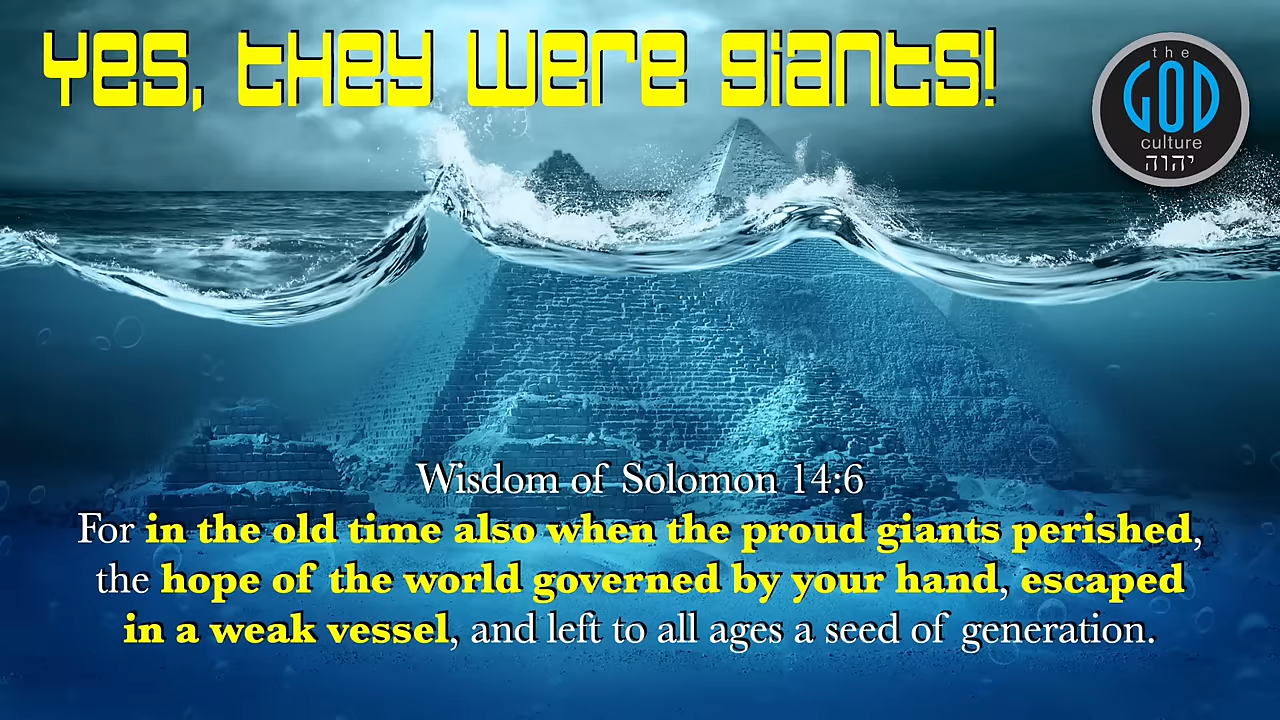 Yes, they were giants!
the
GOD
culture
יהוה
Wisdom of Solomon 14:6
For in the old time also when the proud giants perished,
the hope of the world governed by your hand, escaped
in a weak vessel, and left to all ages a seed of generation.